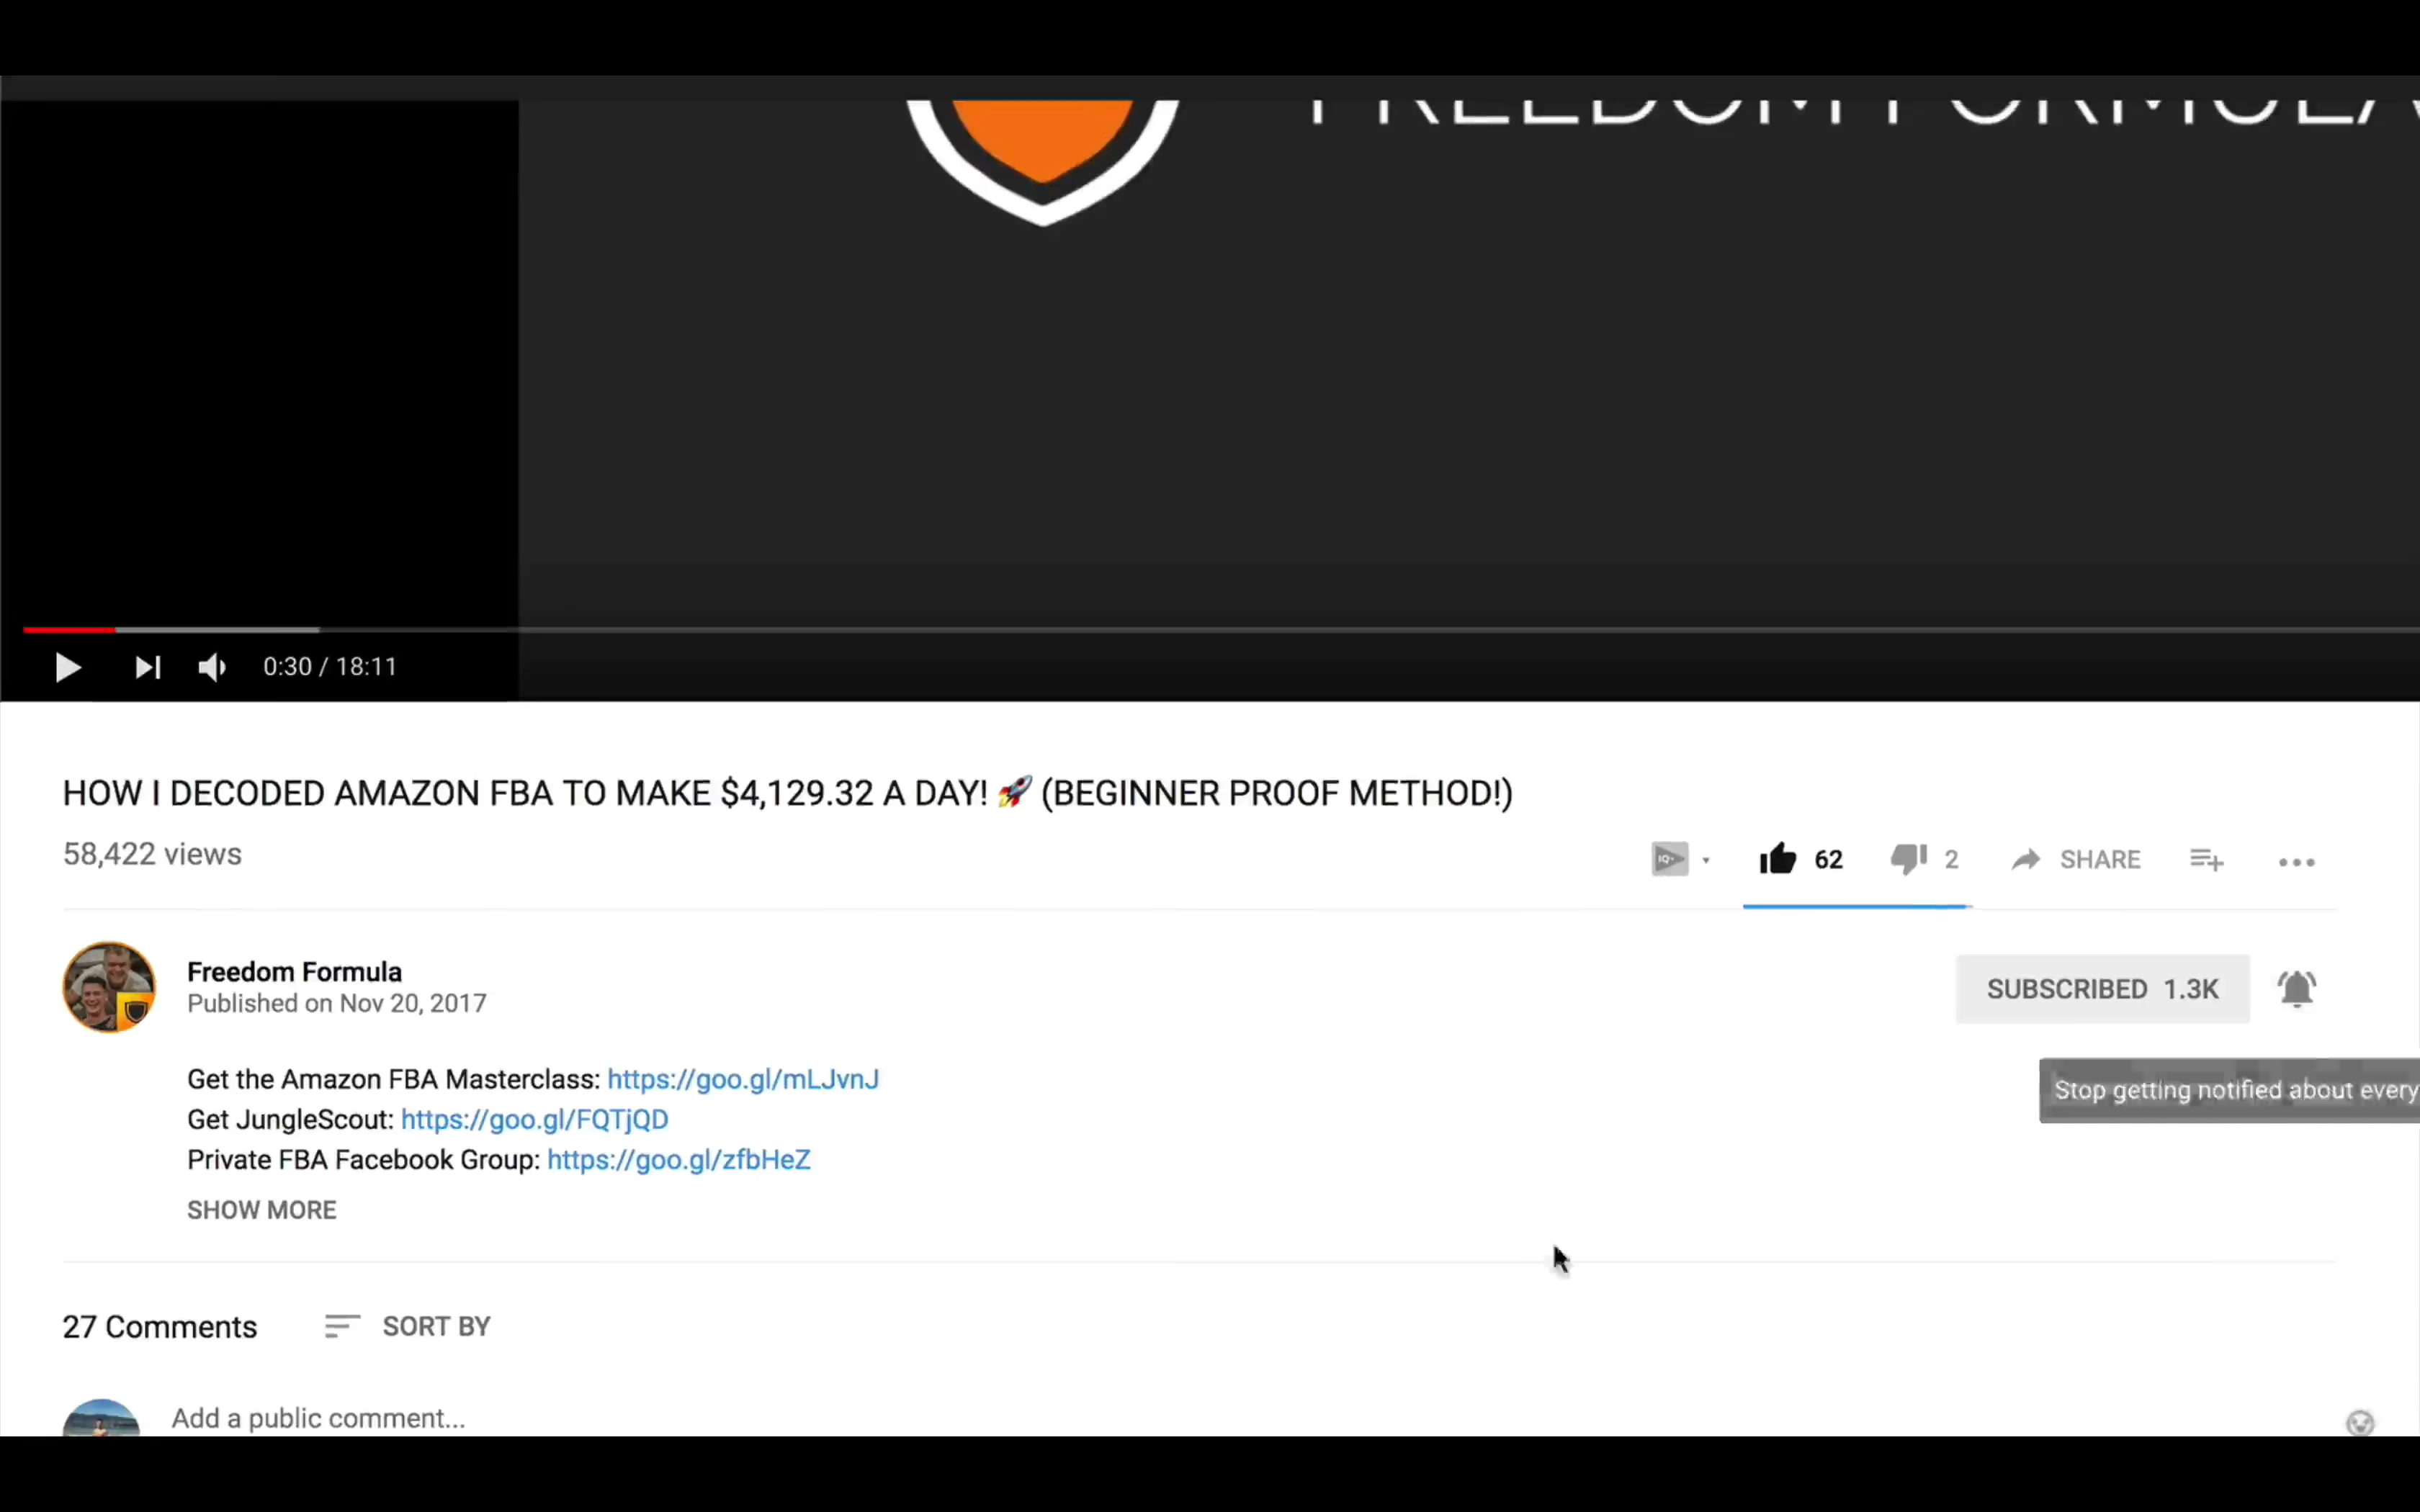 FREEDOM FORMULA
0:30 / 18:11
HOW I DECODED AMAZON FBA TO MAKE $4,129.32 A DAY! 🚀 (BEGINNER PROOF METHOD!)
58,422 views
IQ+
62
2
SHARE
Freedom Formula
Published on Nov 20, 2017
SUBSCRIBED 1.3K
Get the Amazon FBA Masterclass: https://goo.gl/mLJvnJ
Stop getting notified about every
Get JungleScout: https://goo.gl/FQTjQD
Private FBA Facebook Group: https://goo.gl/zfbHeZ
SHOW MORE
27 Comments
SORT BY
Add a public comment...